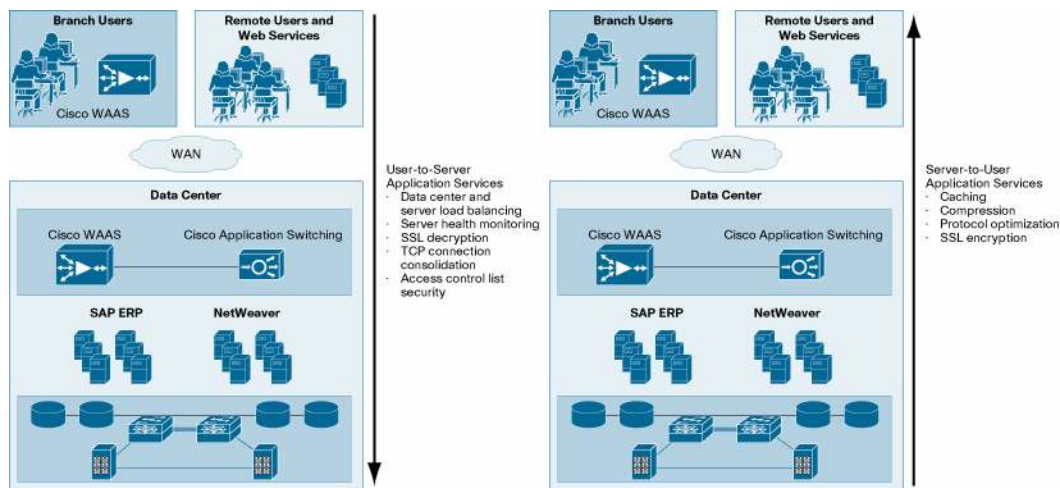 Branch Users
Remote Users and
Web Services
Cisco WAAS
WAN
Data Center
Cisco WAAS
Cisco Application Switching
SAP ERP
NetWeaver
User-to-Server
Application Services
· Data center and
server load balancing
· Server health monitoring
· SSL decryption
· TCP connection
consolidation
· Access control list
security
Branch Users
Remote Users and
Web Services
Cisco WAAS
WAN
Data Center
Cisco WAAS
Cisco Application Switching
SAP ERP
NetWeaver
Server-to-User
Application Services
· Caching
· Compression
· Protocol optimization
· SSL encryption